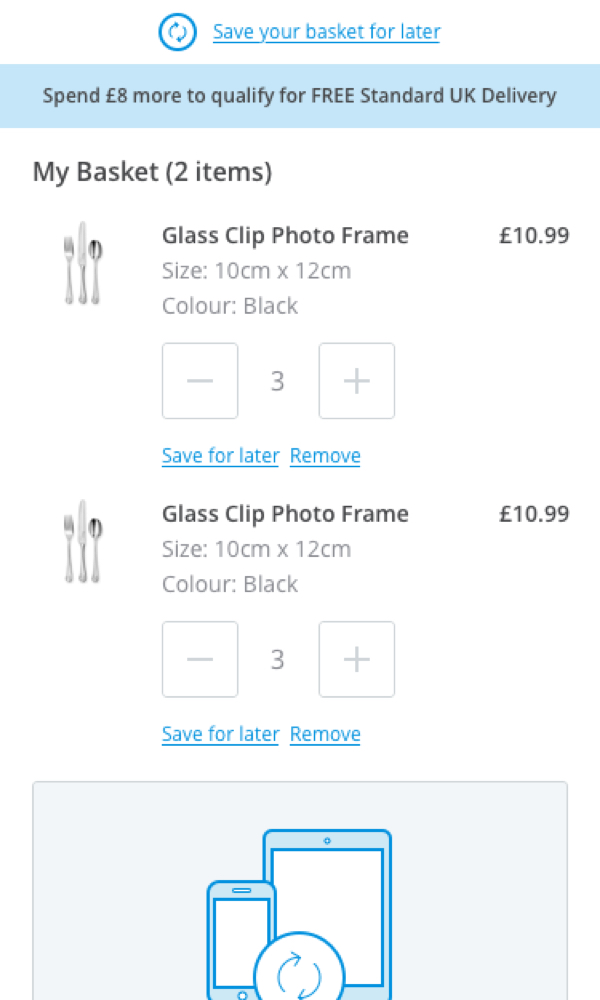 Save your basket for later
Spend £8 more to qualify for FREE Standard UK Delivery
My Basket (2 items)
Glass Clip Photo Frame £10.99
Size: 10cm x 12cm
Colour: Black
3
Save for later Remove
Glass Clip Photo Frame £10.99
Size: 10cm x 12cm
Colour: Black
3
Save for later Remove